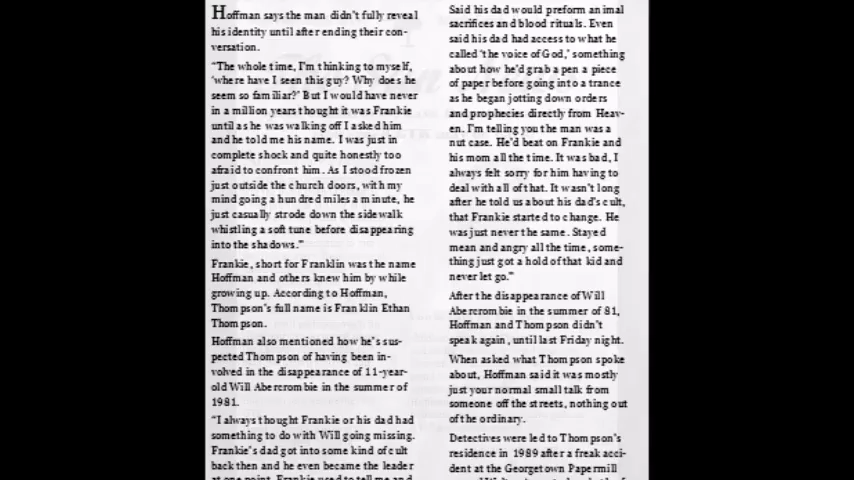 Hoffman says the man didn't fully reveal
his identity until after ending their con-
versation.
"The whole time, I'm thinking to myself,
'where have I seen this guy? Why does he
seem so familiar?' But I would have never
in a million years thought it was Frankie
until as he was walking off I asked him
and he told me his name. I was just in
complete shock and quite honestly too
afraid to confront him. As I stood frozen
just outside the church doors, with my
mind going a hundred miles a minute, he
just casually strode down the sidewalk
whistling a soft tune before disappearing
into the shadows."
Frankie, short for Franklin was the name
Hoffman and others knew him by while
growing up. According to Hoffman,
Thompson's full name is Franklin Ethan
Thompson.
Hoffman also mentioned how he's sus-
pected Thompson of having been in-
volved in the disappearance of 11-year-
old Will Abercrombie in the summer of
1981.
"I always thought Frankie or his dad had
something to do with Will going missing.
Frankie's dad got into some kind of cult
back then and he even became the leader
at one point. Frankie used to tell me and
Said his dad would preform animal
sacrifices and blood rituals. Even
said his dad had access to what he
called 'the voice of God,' something
about how he'd grab a pen a piece
of paper before going into a trance
as he began jotting down orders
and prophecies directly from Heav-
en. I'm telling you the man was a
nut case. He'd beat on Frankie and
his mom all the time. It was bad, I
always felt sorry for him having to
deal with all of that. It wasn't long
after he told us about his dad's cult,
that Frankie started to change. He
was just never the same. Stayed
mean and angry all the time, some-
thing just got a hold of that kid and
never let go."
After the disappearance of Will
Abercrombie in the summer of 81,
Hoffman and Thompson didn't
speak again, until last Friday night.
When asked what Thompson spoke
about, Hoffman said it was mostly
just your normal small talk from
someone off the streets, nothing out
of the ordinary.
Detectives were led to Thompson's
residence in 1989 after a freak acci-
dent at the Georgetown Papermill